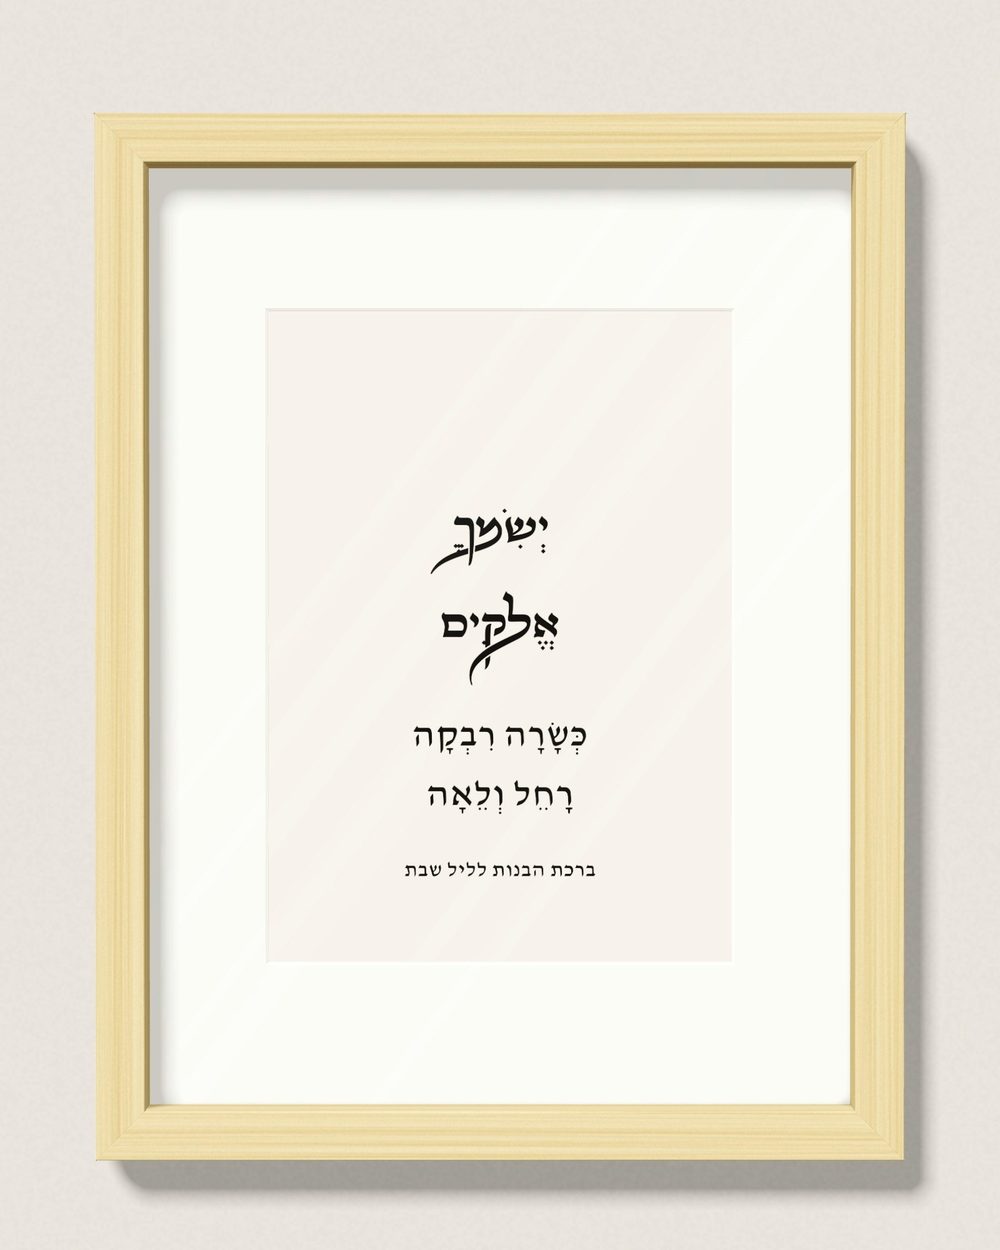 יְשִׂמֵךְ
אֱלֹקִים
כְּשָׂרָה רִבְקָה
רָחֵל וְלֵאָה
ברכת הבנות לליל שבת